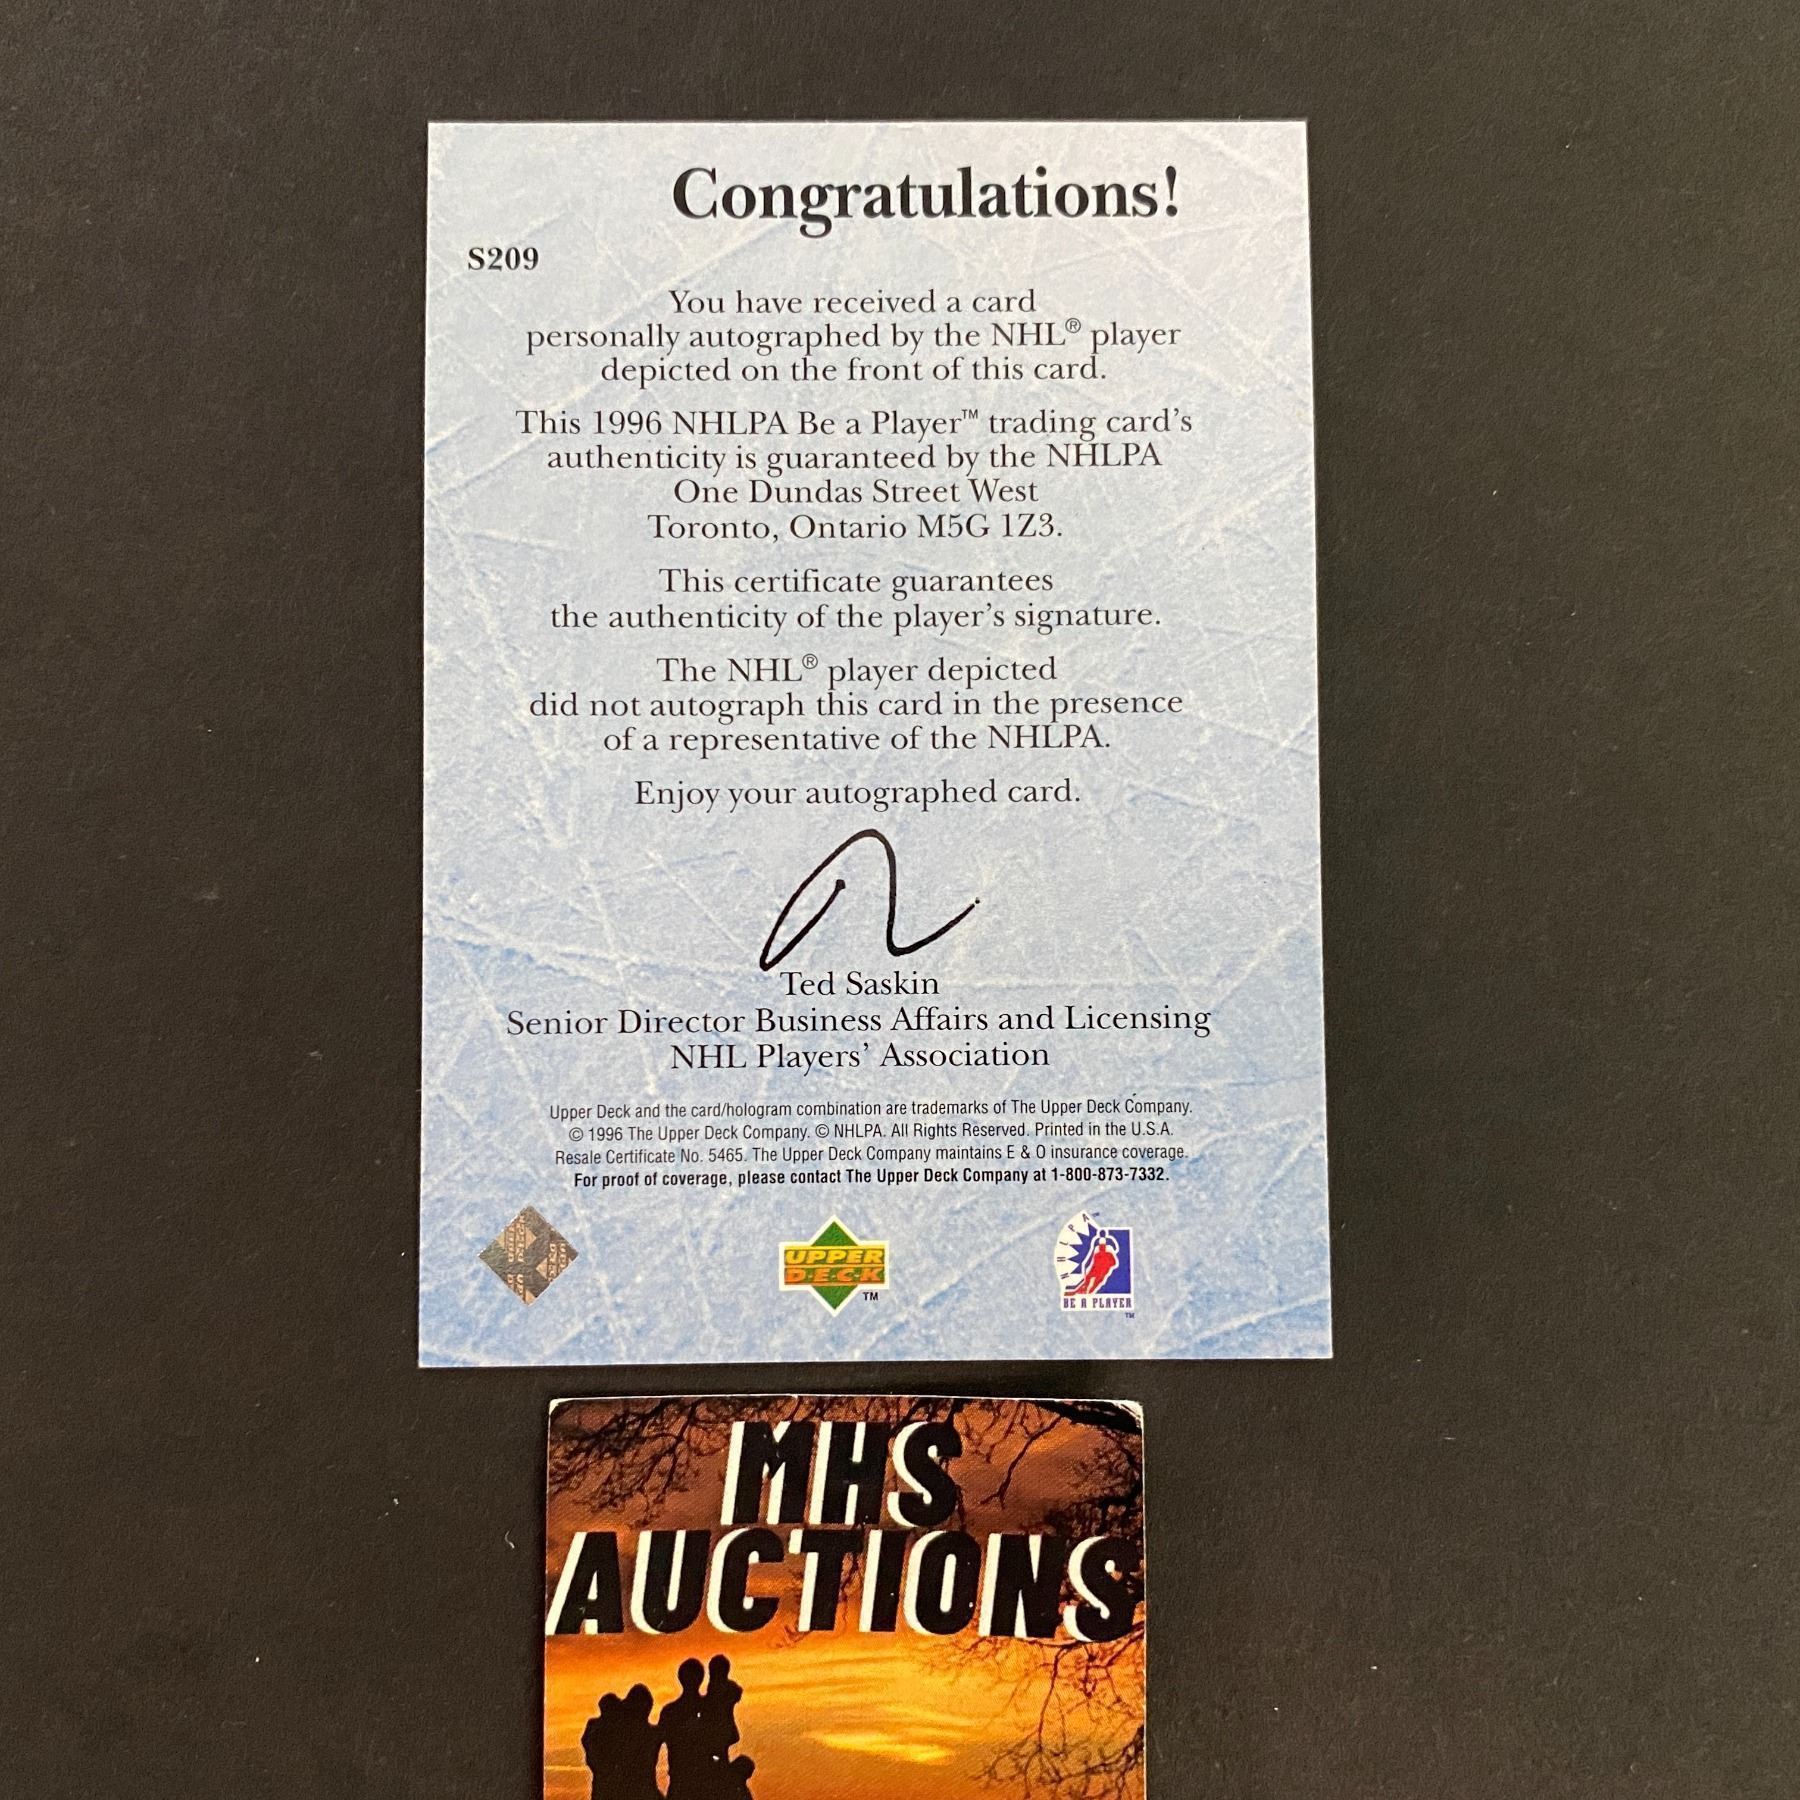 Congratulations!
S209
You have received a card
personally autographed by the NHL® player
depicted on the front of this card.
This 1996 NHLPA Be a Player™ trading card's
authenticity is guaranteed by the NHLPA
One Dundas Street West
Toronto, Ontario M5G 1Z3.
This certificate guarantees
the authenticity of the player's signature.
The NHL® player depicted
did not autograph this card in the presence
of a representative of the NHLPA.
Enjoy your autographed card.
Ted Saskin
Senior Director Business Affairs and Licensing
NHL Players' Association
Upper Deck and the card/hologram combination are trademarks of The Upper Deck Company.
© 1996 The Upper Deck Company. © NHLPA. All Rights Reserved. Printed in the U.S.A.
Resale Certificate No. 5465. The Upper Deck Company maintains E & O insurance coverage.
For proof of coverage, please contact The Upper Deck Company at 1-800-873-7332.
UPPER
DECK
TM
NHLPA™
BE A PLAYER
TM
MHS
AUCTIONS